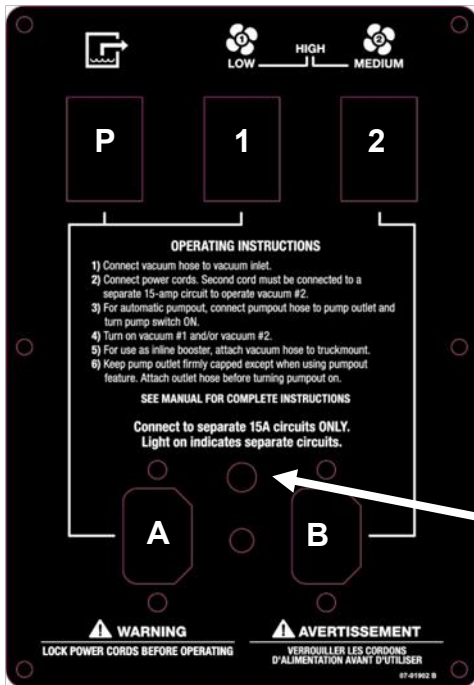 1
2
LOW
HIGH
MEDIUM
P
1
2
OPERATING INSTRUCTIONS
1) Connect vacuum hose to vacuum inlet.
2) Connect power cords. Second cord must be connected to a
separate 15-amp circuit to operate vacuum #2.
3) For automatic pumpout, connect pumpout hose to pump outlet and
turn pump switch ON.
4) Turn on vacuum #1 and/or vacuum #2.
5) For use as inline booster, attach vacuum hose to truckmount.
6) Keep pump outlet firmly capped except when using pumpout
feature. Attach outlet hose before turning pumpout on.
SEE MANUAL FOR COMPLETE INSTRUCTIONS
Connect to separate 15A circuits ONLY.
Light on indicates separate circuits.
A
B
WARNING
LOCK POWER CORDS BEFORE OPERATING
AVERTISSEMENT
VERROUILLER LES CORDONS
D'ALIMENTATION AVANT D'UTILISER
07-01902 B